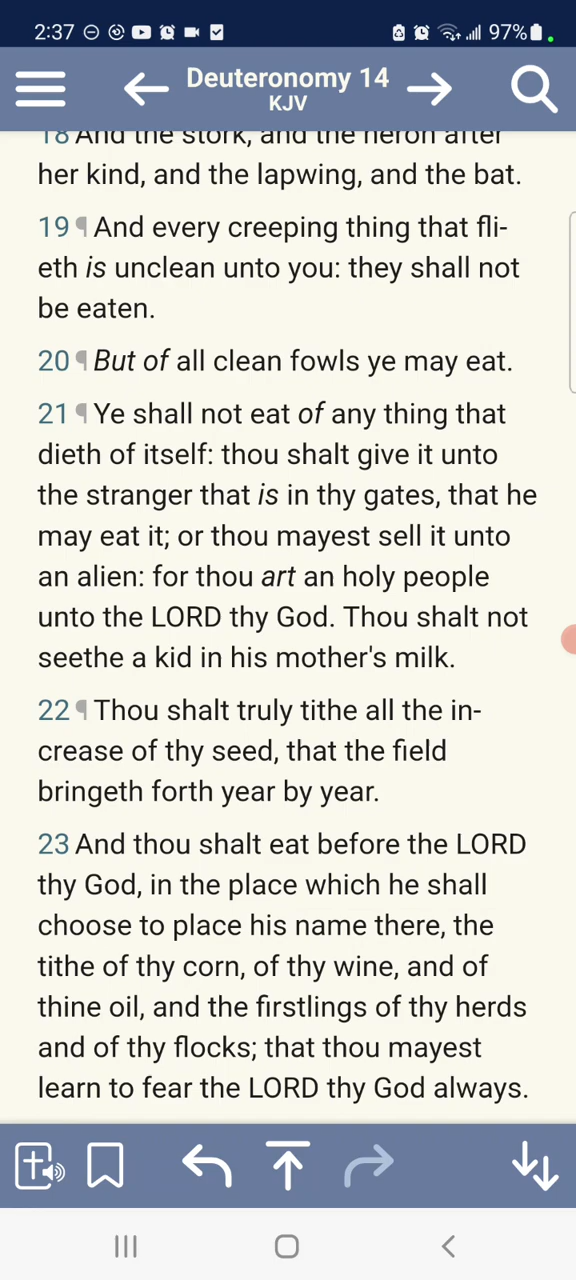 2:37 97%
Deuteronomy 14
KJV
18 And the stork, and the heron after
her kind, and the lapwing, and the bat.
19 ¶ And every creeping thing that fli-
eth is unclean unto you: they shall not
be eaten.
20 ¶ But of all clean fowls ye may eat.
21 ¶ Ye shall not eat of any thing that
dieth of itself: thou shalt give it unto
the stranger that is in thy gates, that he
may eat it; or thou mayest sell it unto
an alien: for thou art an holy people
unto the LORD thy God. Thou shalt not
seethe a kid in his mother's milk.
22 ¶ Thou shalt truly tithe all the in-
crease of thy seed, that the field
bringeth forth year by year.
23 And thou shalt eat before the LORD
thy God, in the place which he shall
choose to place his name there, the
tithe of thy corn, of thy wine, and of
thine oil, and the firstlings of thy herds
and of thy flocks; that thou mayest
learn to fear the LORD thy God always.